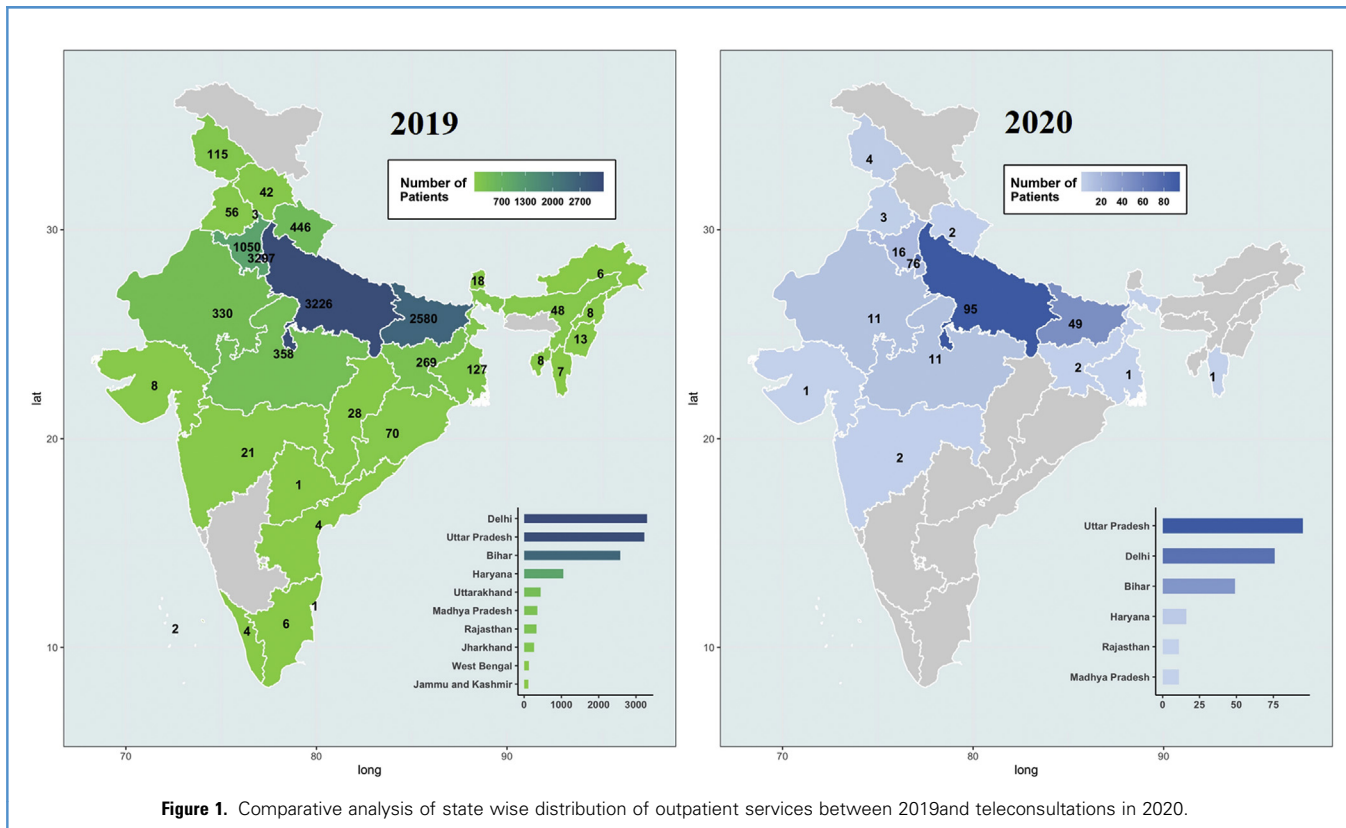 2019
Number of
Patients
700 1300 2000 2700
115
42
56
3
446
1050
3297
3226
2580
330
358
269
127
18
6
48
8
13
8
7
8
28
70
21
1
4
1
6
4
2
Delhi
Uttar Pradesh
Bihar
Haryana
Uttarakhand
Madhya Pradesh
Rajasthan
Jharkhand
West Bengal
Jammu and Kashmir
0 1000 2000 3000
lat
30
20
10
70 80 90
long
2020
Number of
Patients
20 40 60 80
4
3
2
16
76
95
49
11
11
2
1
1
1
2
Uttar Pradesh
Delhi
Bihar
Haryana
Rajasthan
Madhya Pradesh
0 25 50 75
lat
30
20
10
70 80 90
long
Figure 1. Comparative analysis of state wise distribution of outpatient services between 2019and teleconsultations in 2020.